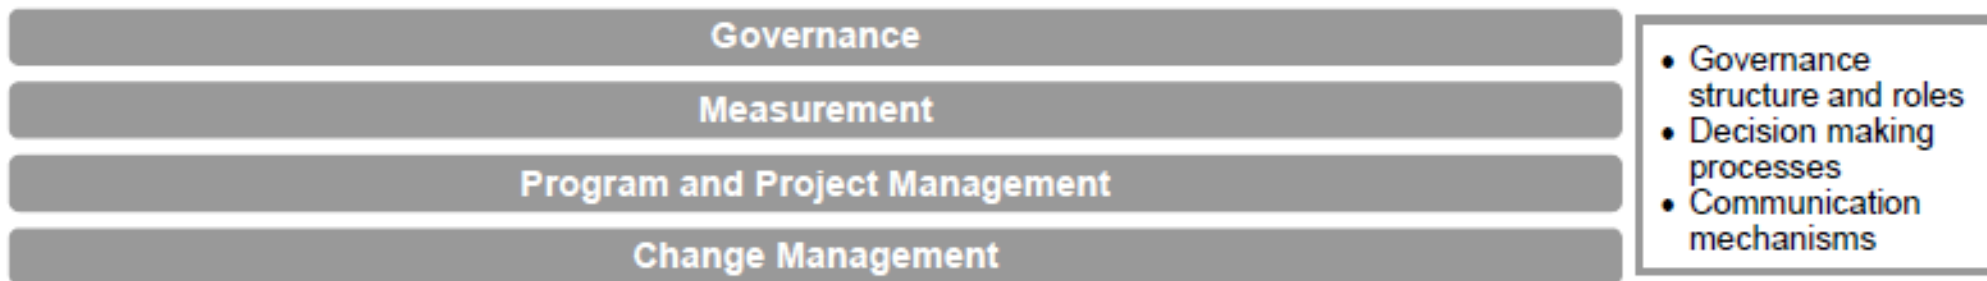 Governance
Measurement
Program and Project Management
Change Management
• Governance
structure and roles
• Decision making
processes
• Communication
mechanisms